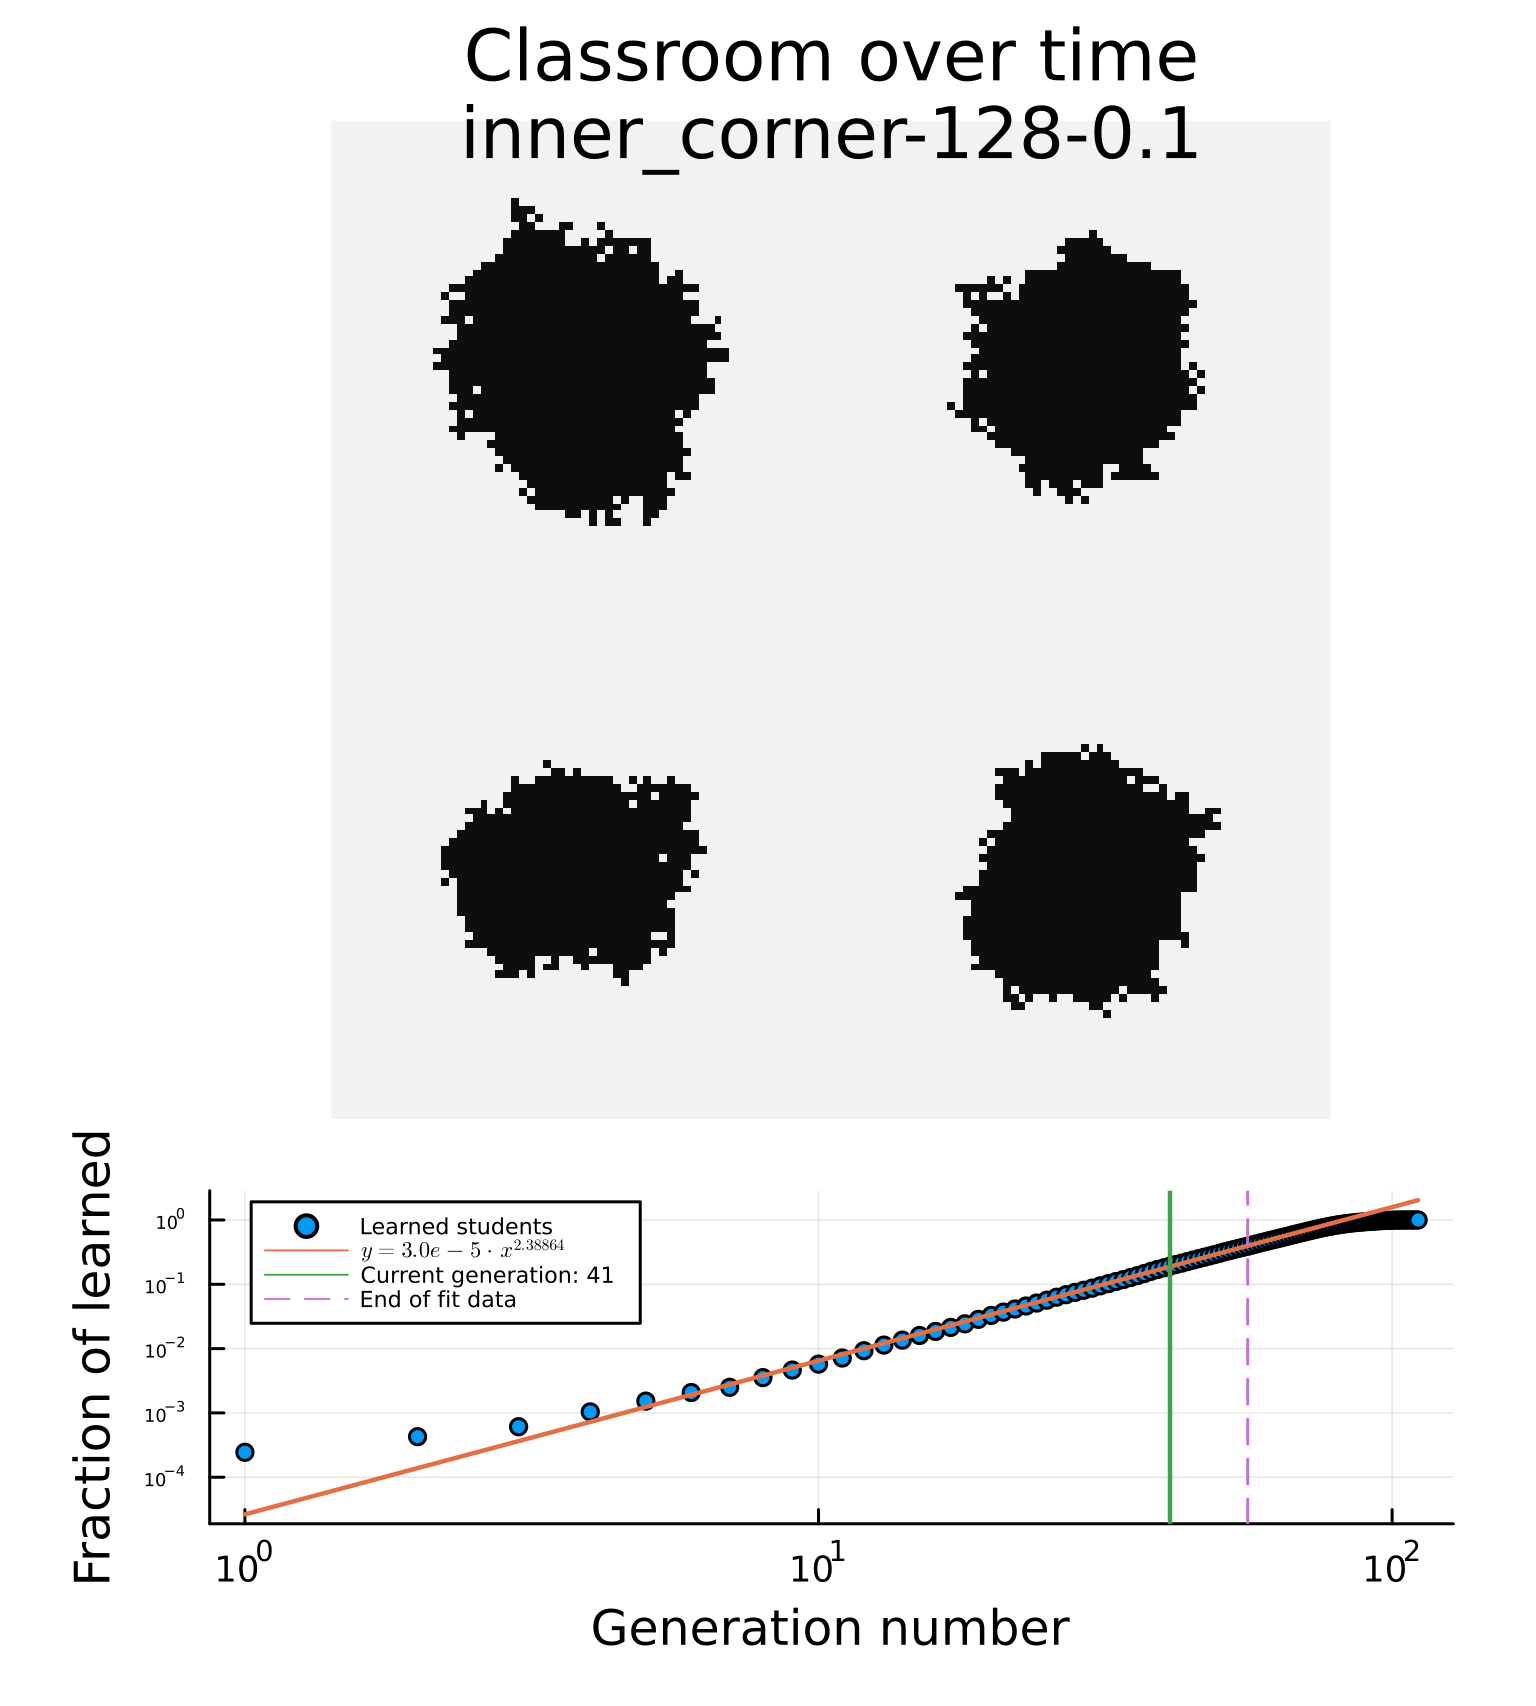 Classroom over time
inner_corner-128-0.1
Fraction of learned
10^0
10^-1
10^-2
10^-3
10^-4
Learned students
y = 3.0e − 5 · x^2.38864
Current generation: 41
End of fit data
10^0 10^1 10^2
Generation number